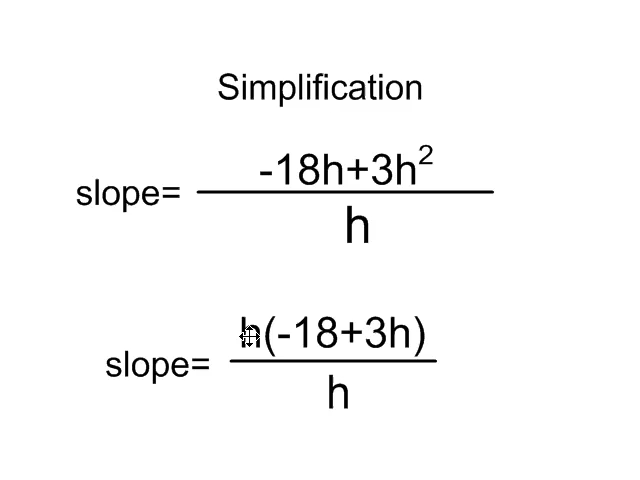 Simplification
slope= -18h+3h²
h
slope= h(-18+3h)
h